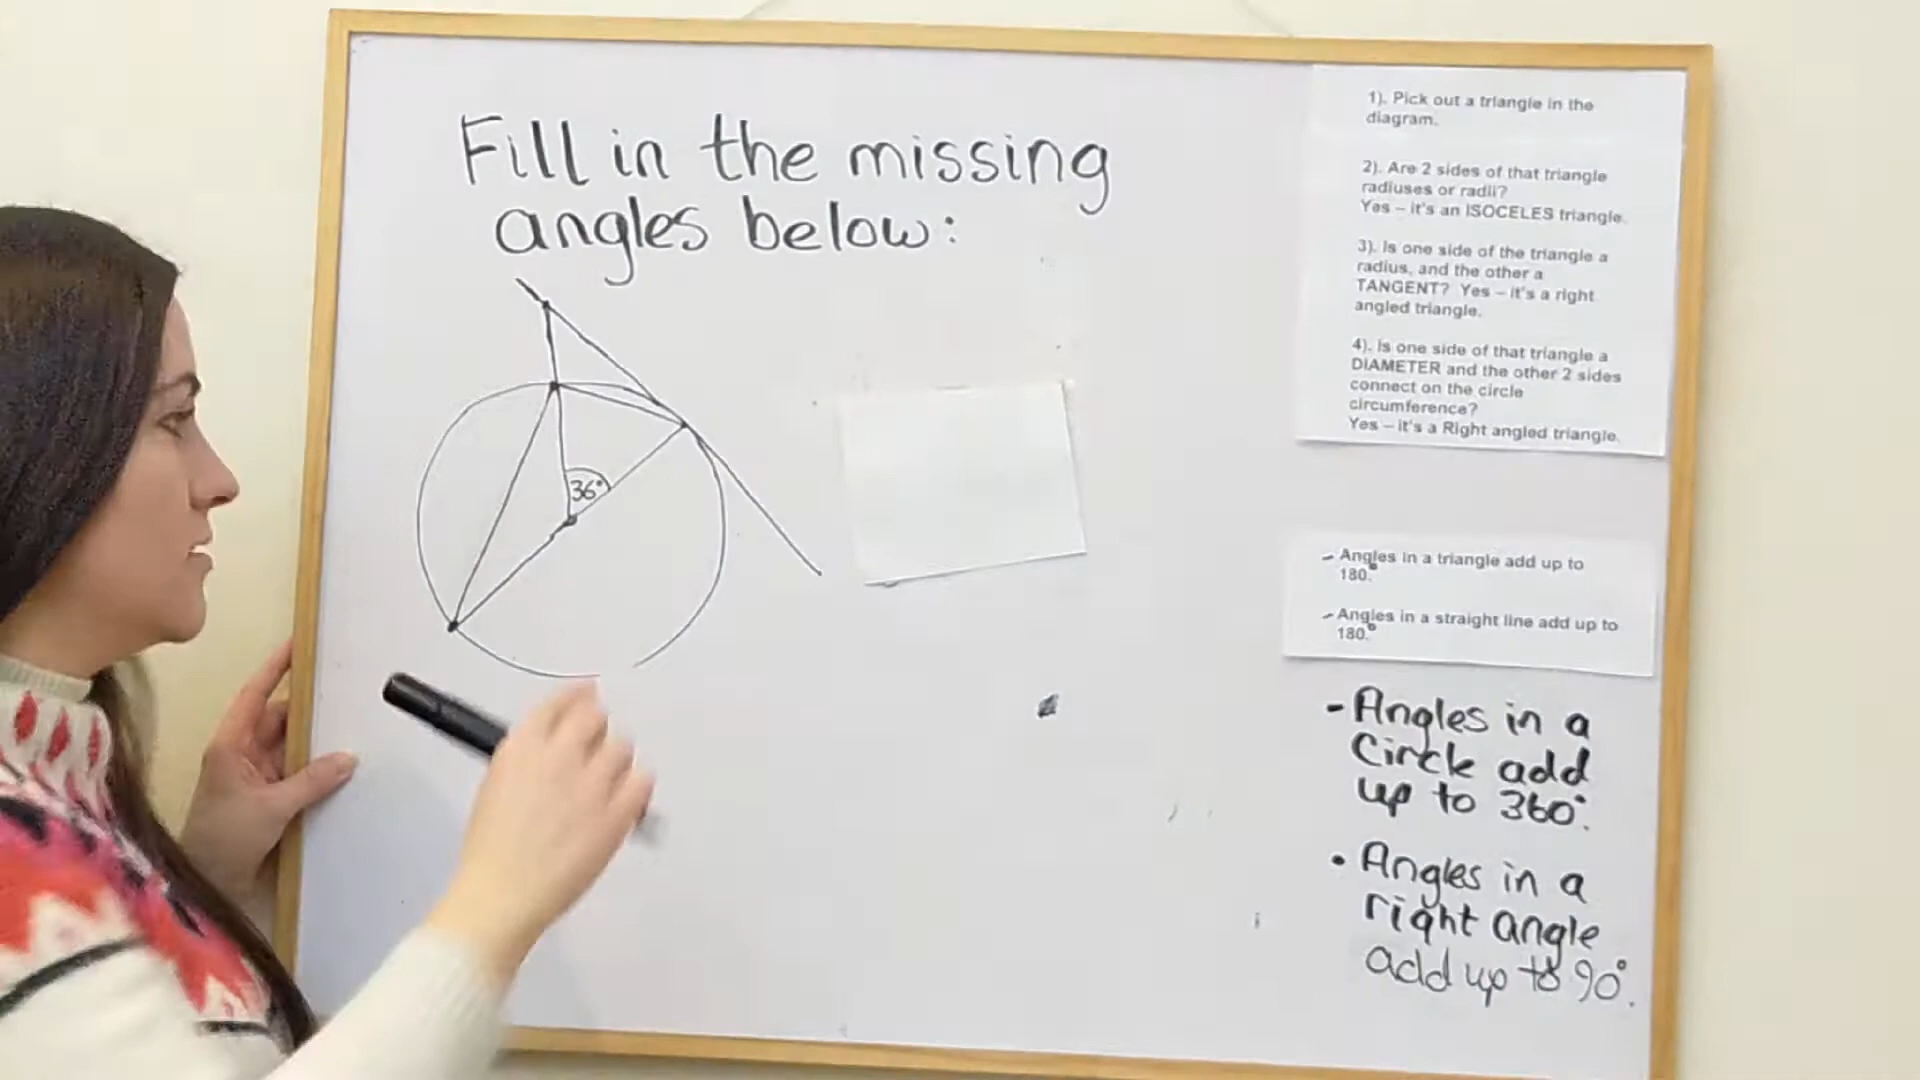 Fill in the missing
angles below:
36°
1). Pick out a triangle in the
diagram.
2). Are 2 sides of that triangle
radiuses or radii?
Yes – it's an ISOCELES triangle.
3). Is one side of the triangle a
radius, and the other a
TANGENT? Yes – it's a right
angled triangle.
4). Is one side of that triangle a
DIAMETER and the other 2 sides
connect on the circle
circumference?
Yes – it's a Right angled triangle.
- Angles in a triangle add up to
180.°
- Angles in a straight line add up to
180.°
- Angles in a
Circle add
up to 360°.
• Angles in a
right angle
add up to 90°.